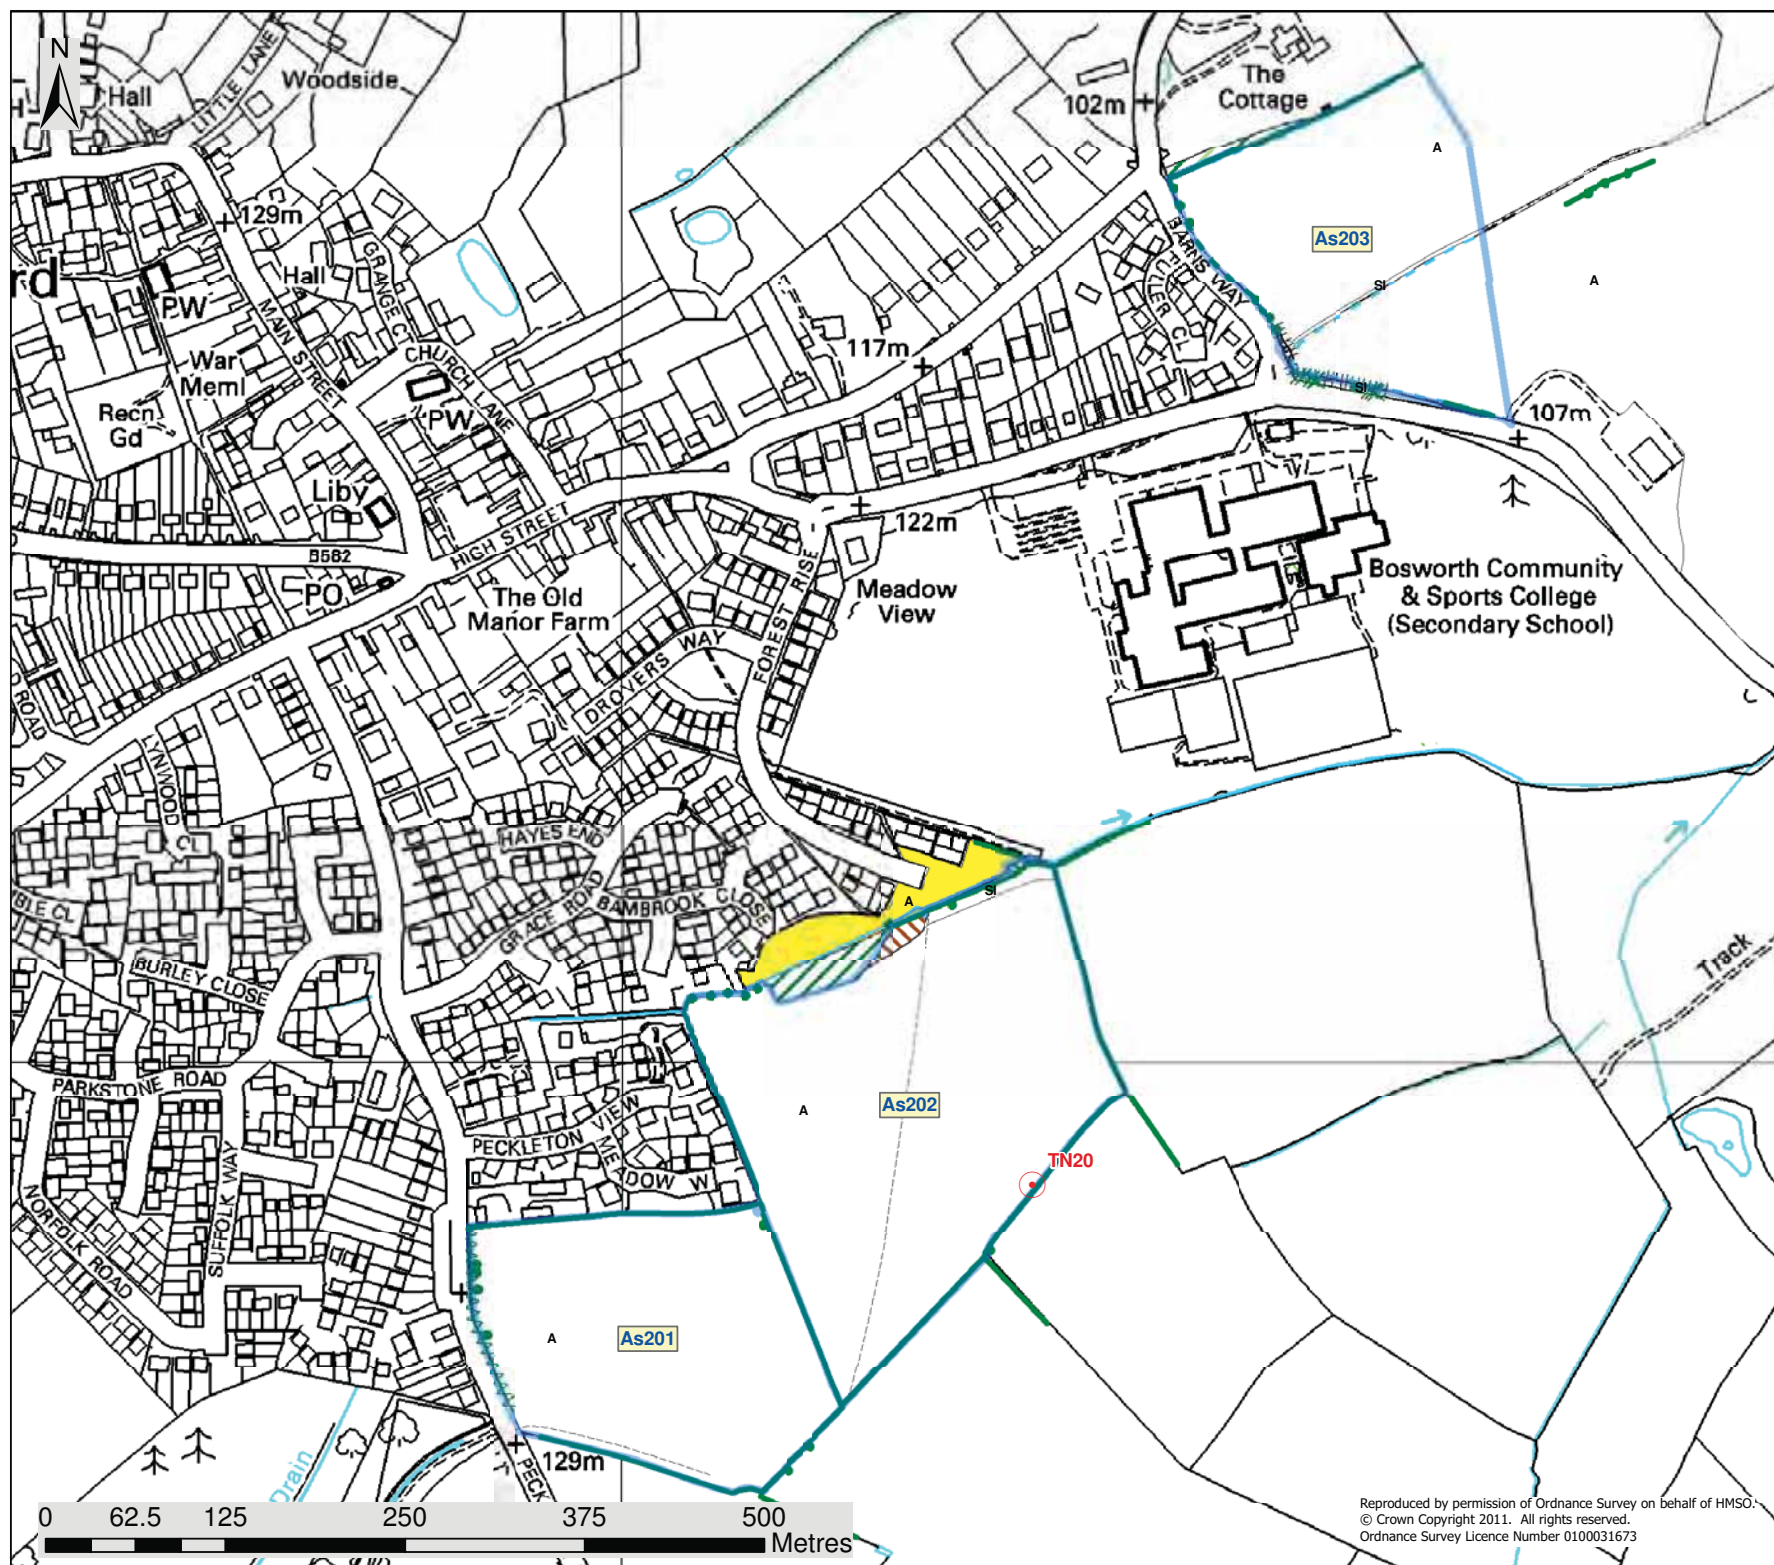 N
Hall
LITTLE LANE
Woodside
The
Cottage
102m
A
129m
rd
PW
Hall
GRANGE CT
MAIN STREET
BARNS WAY
As203
SI
A
War
Meml
CHURCH LANE
117m
Recn
Gd
PW
SI
107m
Liby
B582
HIGH STREET
122m
PO
The Old
Manor Farm
FOREST RISE
Meadow
View
Bosworth Community
& Sports College
(Secondary School)
DROVERS WAY
ROAD
LYNWOOD CL
HAYES END
GRACE ROAD
BAMBROOK CLOSE
A
SI
BLE CL
BURLEY CLOSE
Track
PARKSTONE ROAD
A
As202
PECKLETON VIEW
MEADOW W
TN20
NORFOLK ROAD
SUFFOLK WAY
A
As201
129m
PECK
Drain
0 62.5 125 250 375 500
Metres
Reproduced by permission of Ordnance Survey on behalf of HMSO.
© Crown Copyright 2011. All rights reserved.
Ordnance Survey Licence Number 0100031673